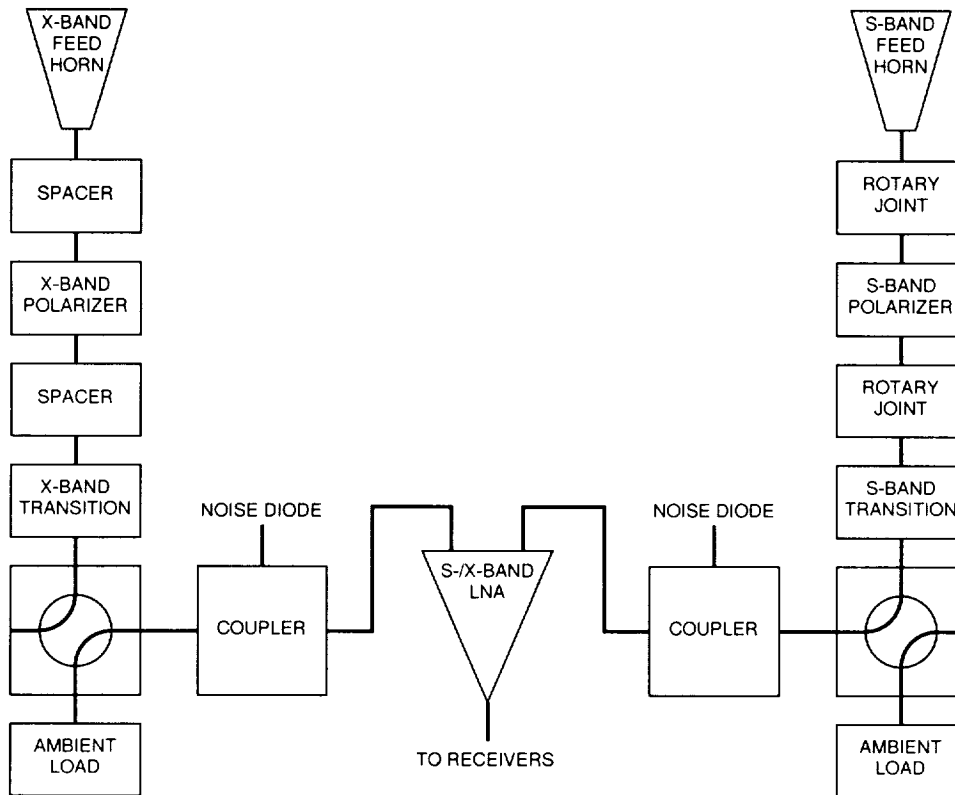 X-BAND
FEED
HORN
SPACER
X-BAND
POLARIZER
SPACER
X-BAND
TRANSITION
AMBIENT
LOAD
NOISE DIODE
COUPLER
S-/X-BAND
LNA
TO RECEIVERS
NOISE DIODE
COUPLER
S-BAND
FEED
HORN
ROTARY
JOINT
S-BAND
POLARIZER
ROTARY
JOINT
S-BAND
TRANSITION
AMBIENT
LOAD